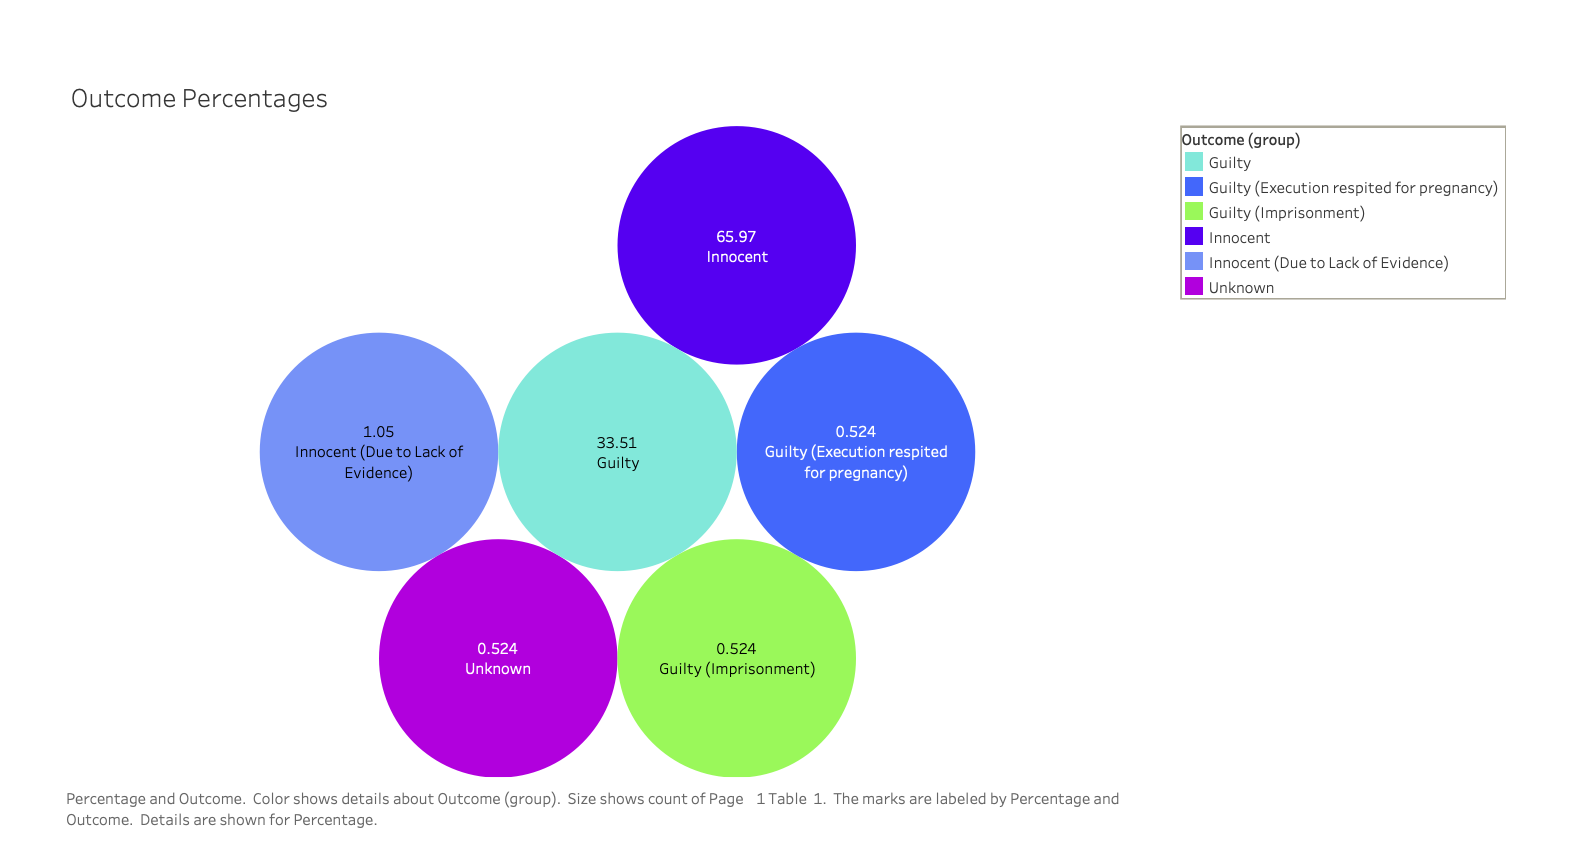 Outcome Percentages
Outcome (group)
Guilty
Guilty (Execution respited for pregnancy)
Guilty (Imprisonment)
Innocent
Innocent (Due to Lack of Evidence)
Unknown
65.97
Innocent
1.05
Innocent (Due to Lack of
Evidence)
33.51
Guilty
0.524
Guilty (Execution respited
for pregnancy)
0.524
Unknown
0.524
Guilty (Imprisonment)
Percentage and Outcome.  Color shows details about Outcome (group).  Size shows count of Page   1 Table  1.  The marks are labeled by Percentage and
Outcome.  Details are shown for Percentage.